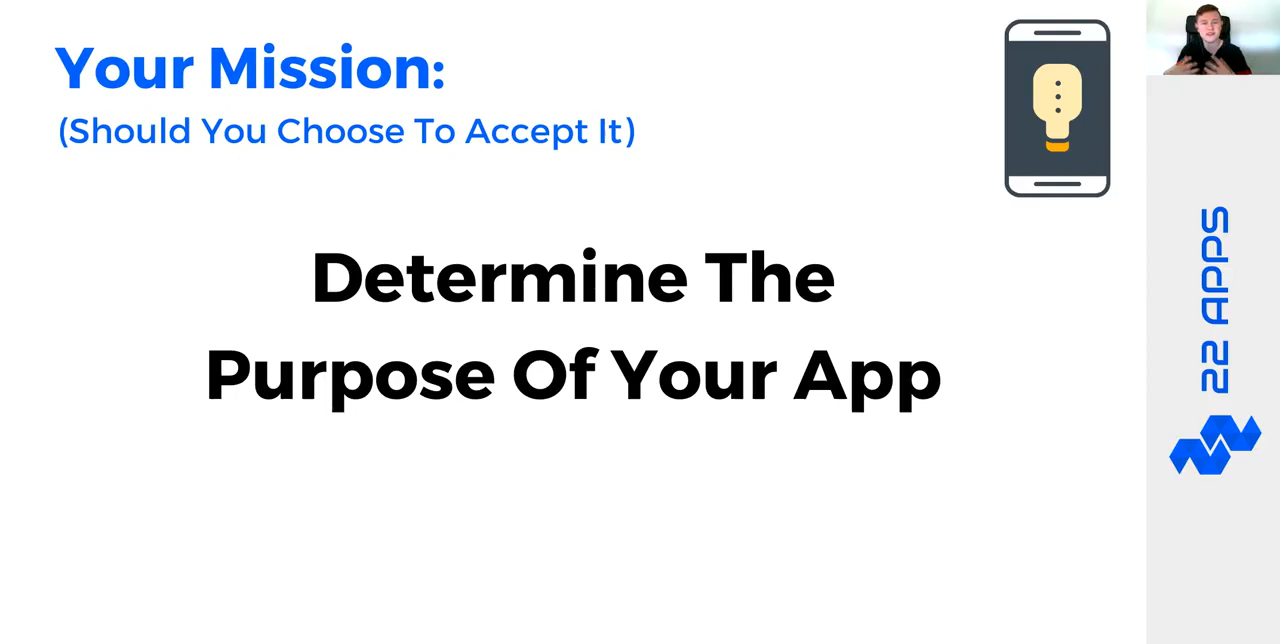 Your Mission:
(Should You Choose To Accept It)
Determine The
Purpose Of Your App
22 APPS